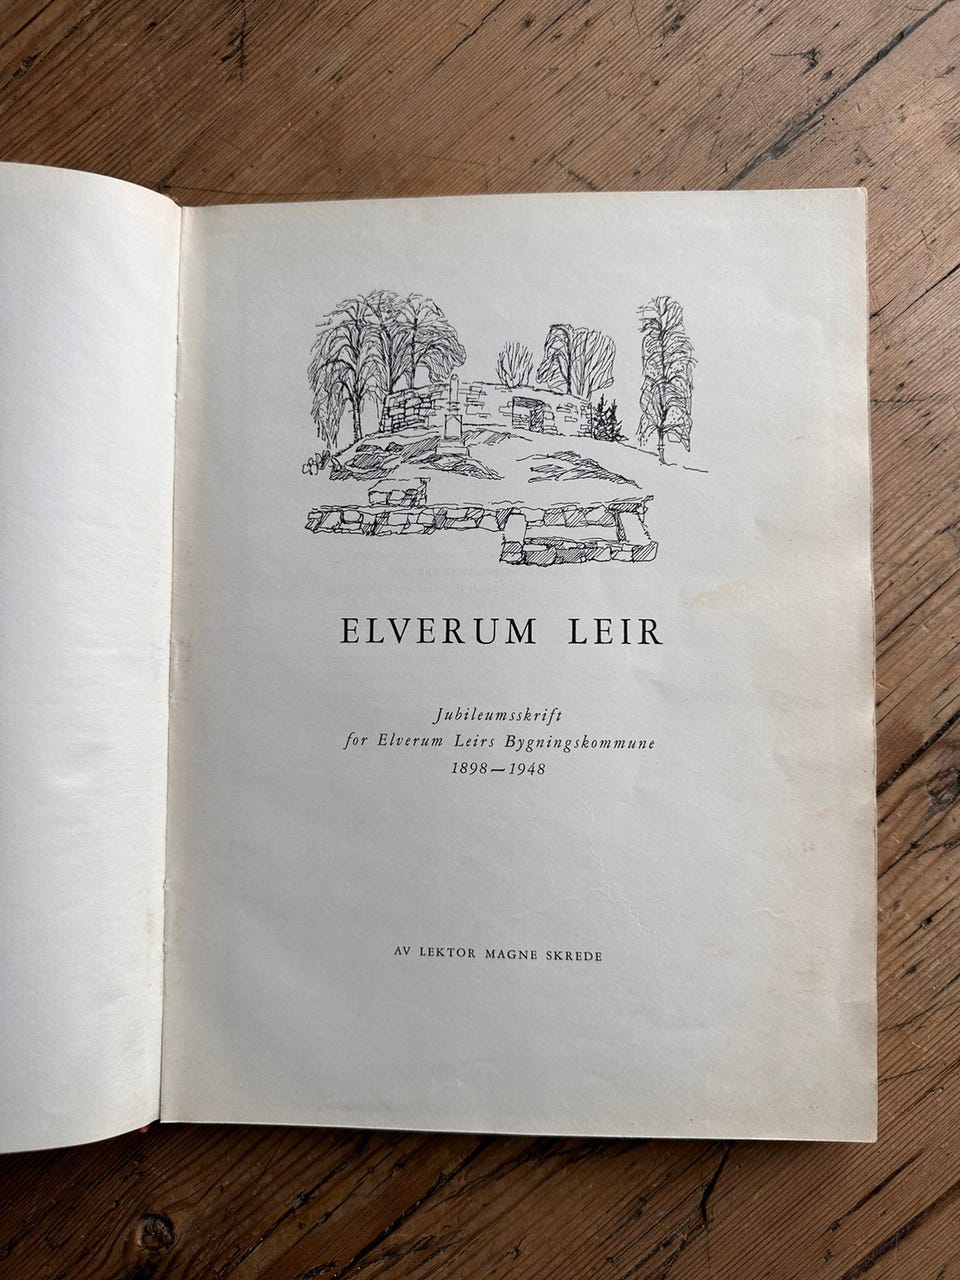 ELVERUM LEIR
Jubileumsskrift
for Elverum Leirs Bygningskommune
1898—1948
AV LEKTOR MAGNE SKREDE